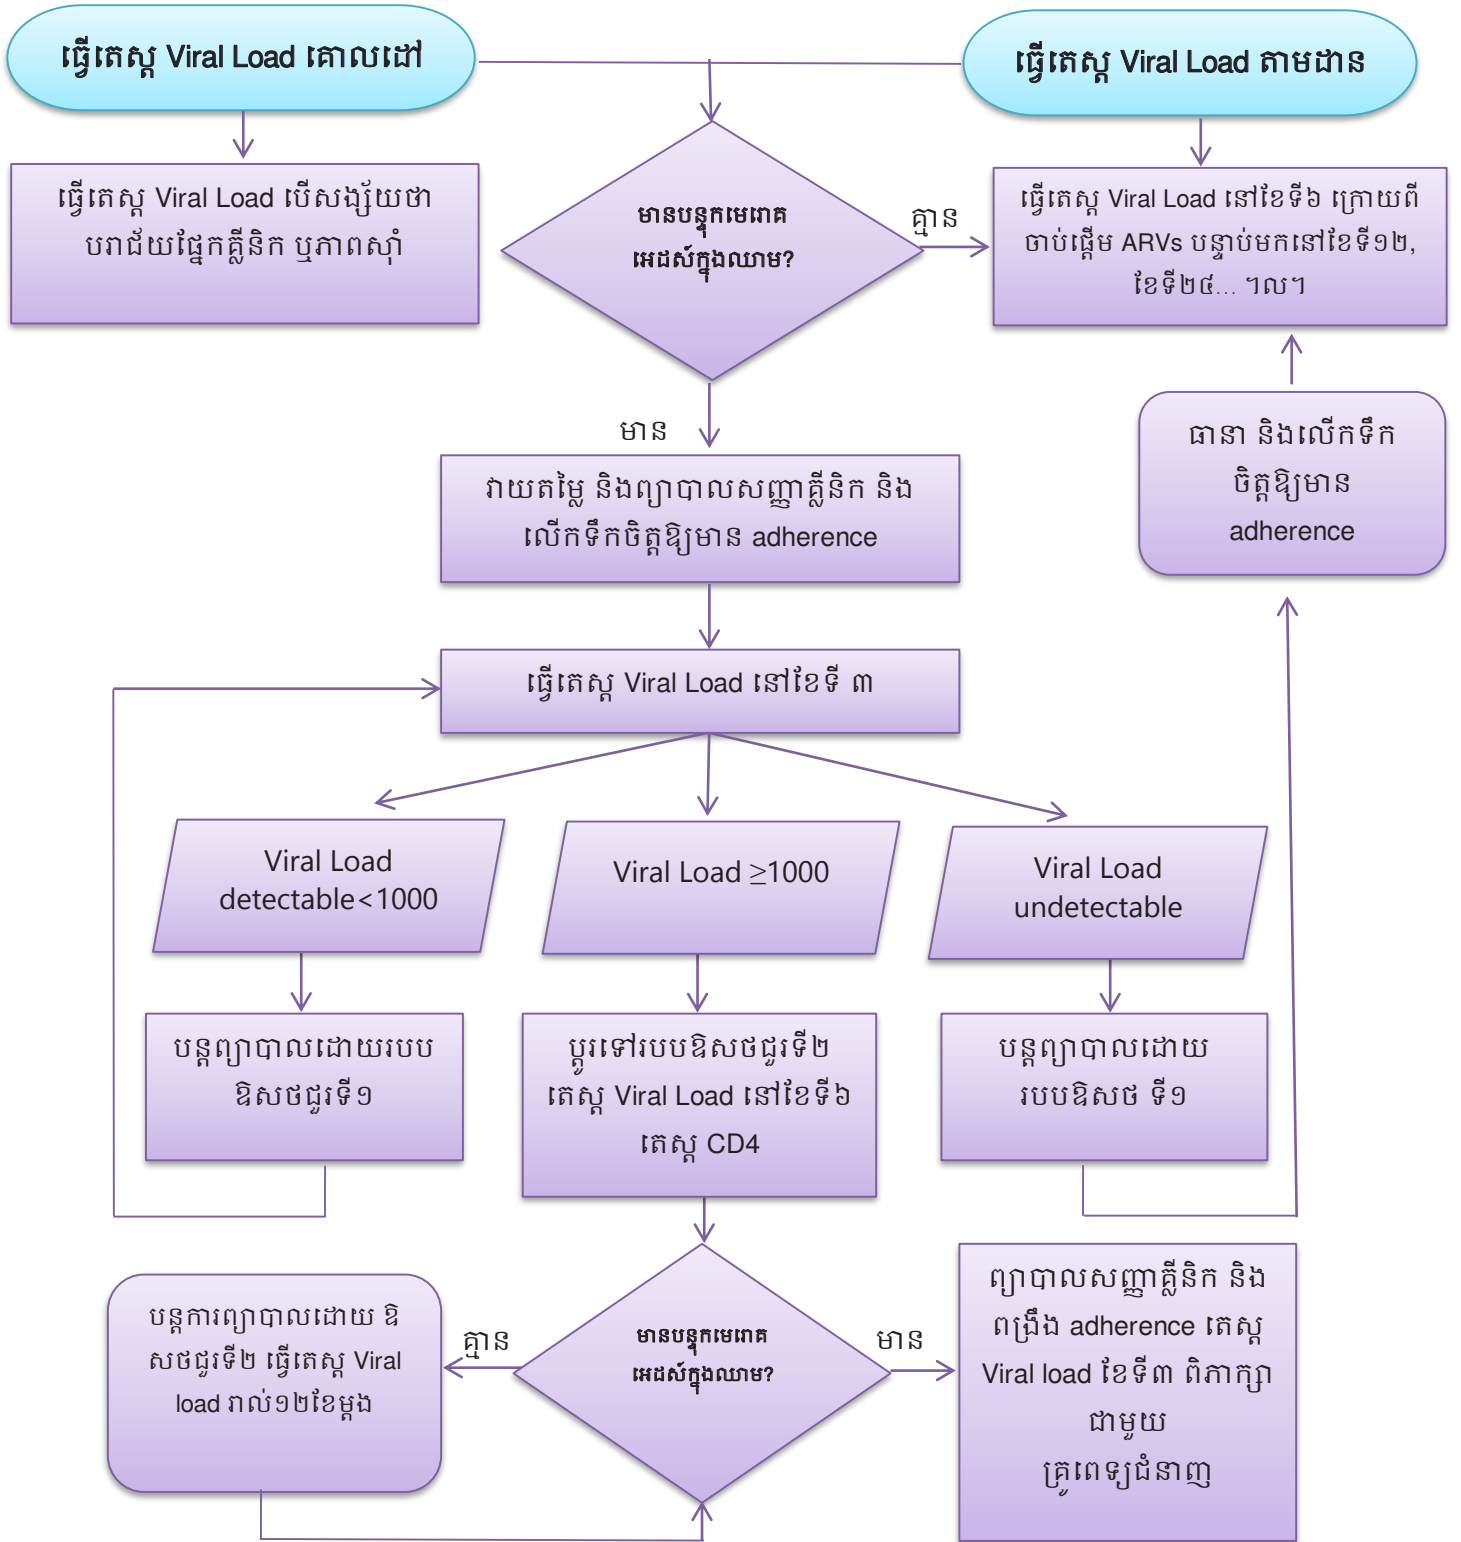 ធ្វើតេស្ត Viral Load គោលដៅ
ធ្វើតេស្ត Viral Load តាមដាន
ធ្វើតេស្ត Viral Load បើសង្ស័យថា
បរាជ័យផ្នែកគ្លីនិក ឬភាពស៊ាំ
មានបន្ទុកមេរោគ
អេដស៍ក្នុងឈាម?
គ្មាន
ធ្វើតេស្ត Viral Load នៅខែទី៦ ក្រោយពី
ចាប់ផ្តើម ARVs បន្ទាប់មកនៅខែទី១២,
ខែទី២៤... ។ល។
មាន
ធានា និងលើកទឹក
ចិត្តឱ្យមាន
adherence
វាយតម្លៃ និងព្យាបាលសញ្ញាគ្លីនិក និង
លើកទឹកចិត្តឱ្យមាន adherence
ធ្វើតេស្ត Viral Load នៅខែទី ៣
Viral Load
detectable<1000
Viral Load ≥1000
Viral Load
undetectable
បន្តព្យាបាលដោយរបប
ឱសថជួរទី១
ប្តូរទៅរបបឱសថជួរទី២
តេស្ត Viral Load នៅខែទី៦
តេស្ត CD4
បន្តព្យាបាលដោយ
របបឱសថ ទី១
បន្តការព្យាបាលដោយ ឱ
សថជួរទី២ ធ្វើតេស្ត Viral
load រាល់១២ខែម្តង
គ្មាន
មានបន្ទុកមេរោគ
អេដស៍ក្នុងឈាម?
មាន
ព្យាបាលសញ្ញាគ្លីនិក និង
ពង្រឹង adherence តេស្ត
Viral load ខែទី៣ ពិភាក្សា
ជាមួយ
គ្រូពេទ្យជំនាញ